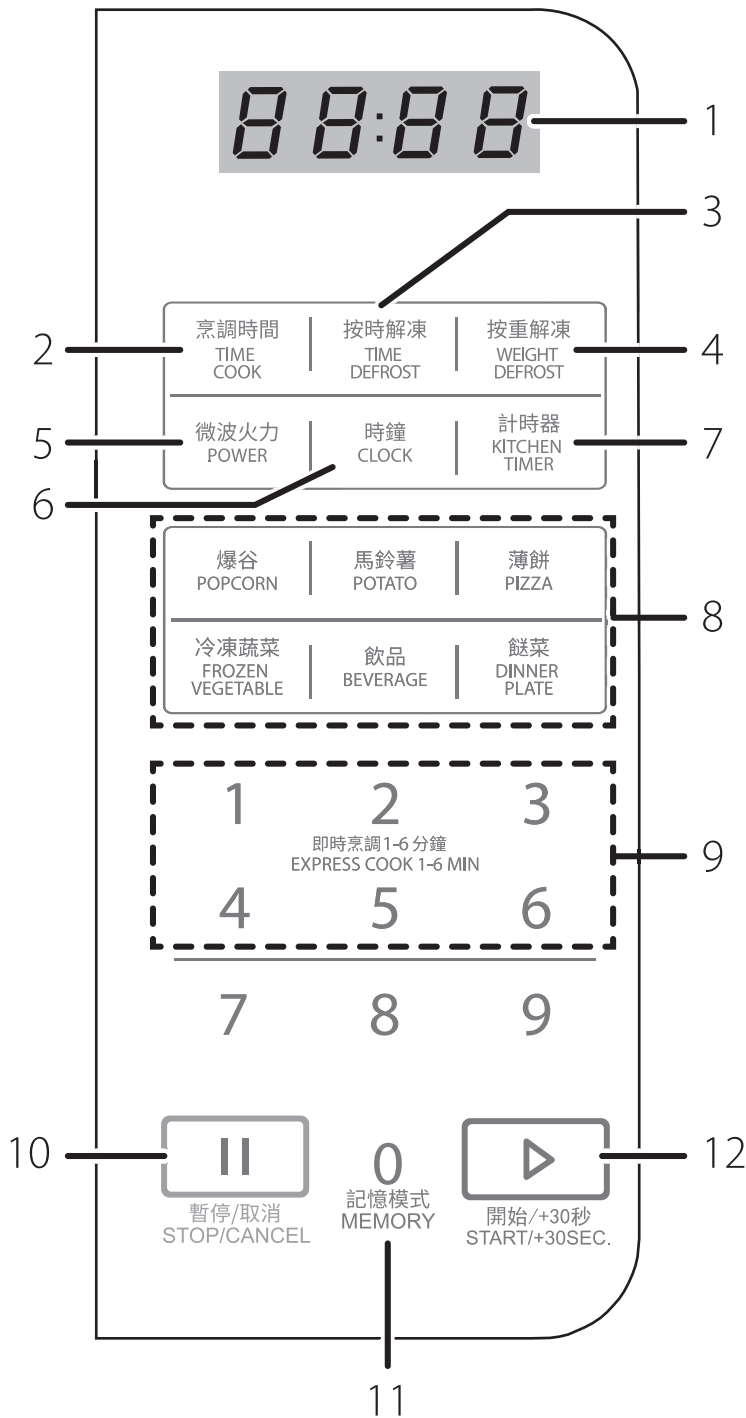 88:88
1
3
烹調時間
TIME
COOK
按時解凍
TIME
DEFROST
按重解凍
WEIGHT
DEFROST
2
4
微波火力
POWER
時鐘
CLOCK
計時器
KITCHEN
TIMER
5
7
6
爆谷
POPCORN
馬鈴薯
POTATO
薄餅
PIZZA
8
冷凍蔬菜
FROZEN
VEGETABLE
飲品
BEVERAGE
餸菜
DINNER
PLATE
1 2 3
即時烹調1-6分鐘
EXPRESS COOK 1-6 MIN
9
4 5 6
7 8 9
10
0
12
暫停/取消
STOP/CANCEL
記憶模式
MEMORY
開始/+30秒
START/+30SEC.
11